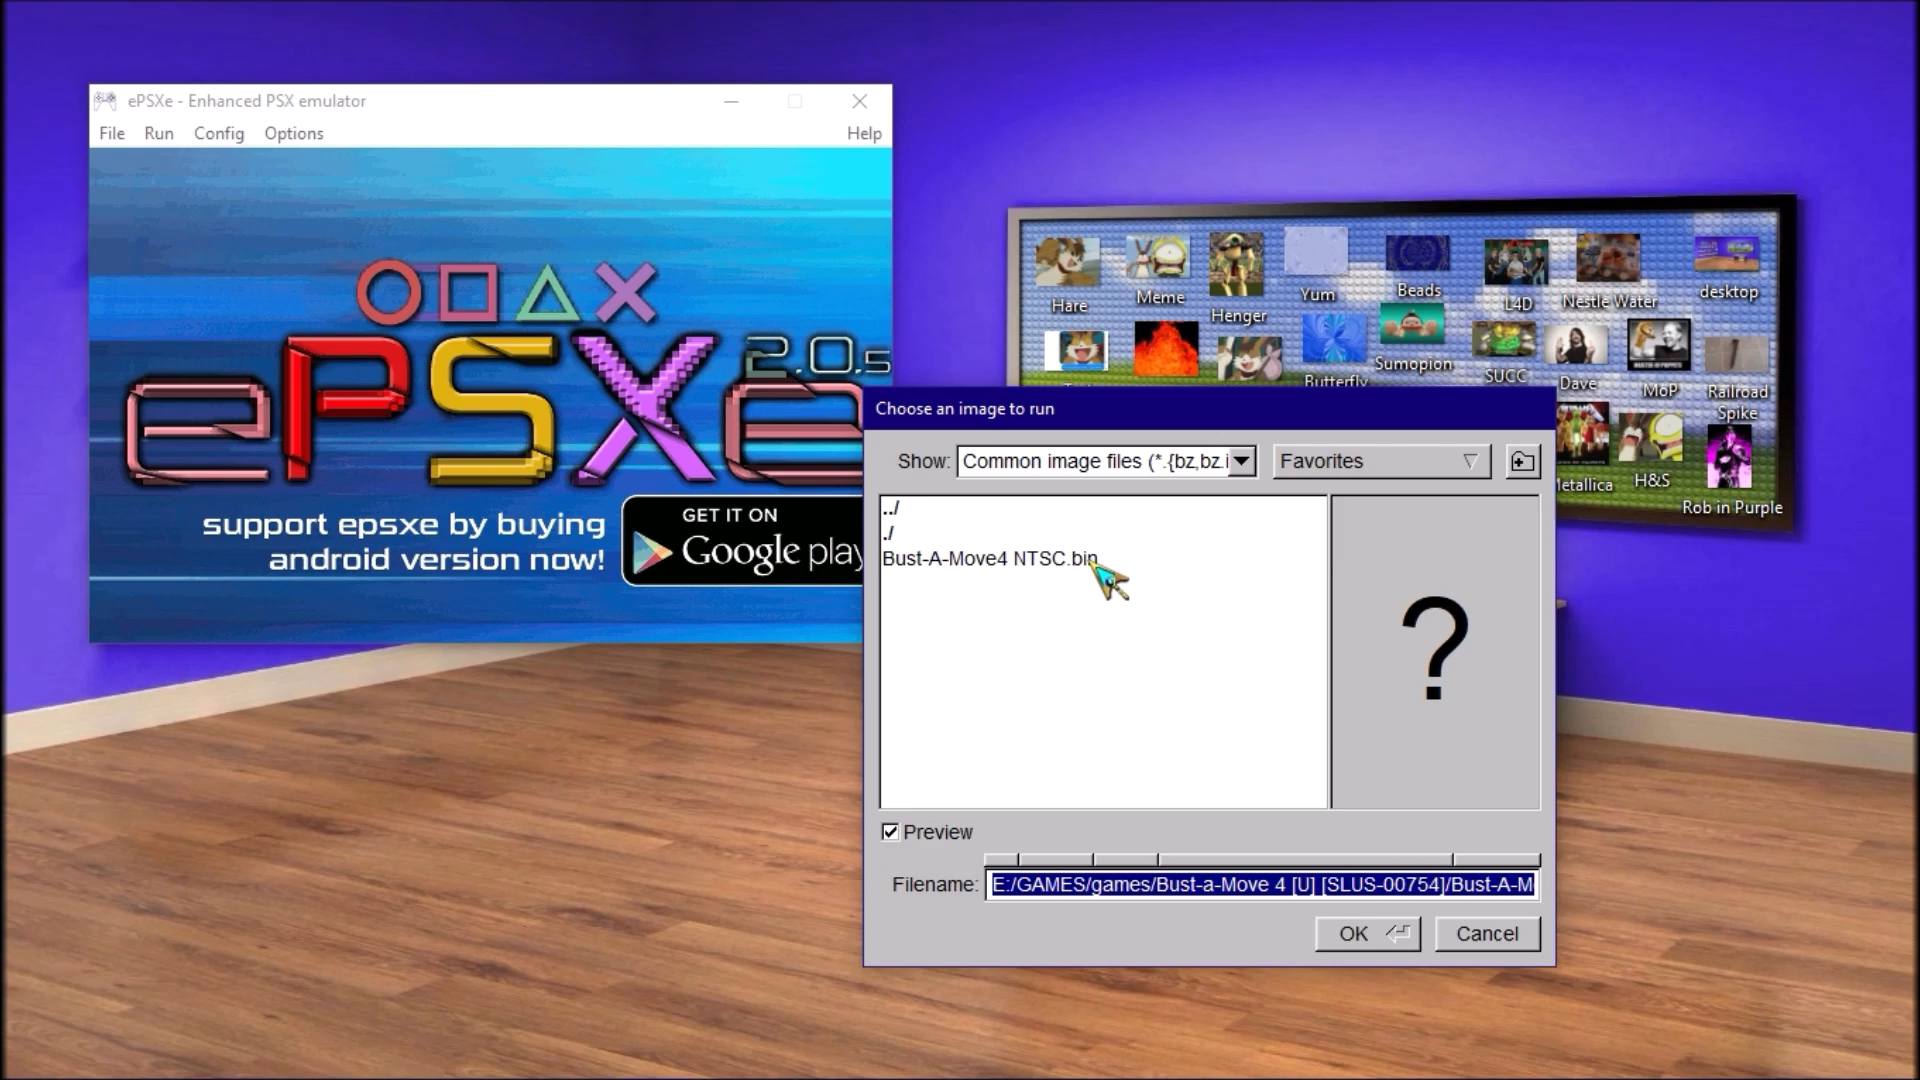 ePSXe - Enhanced PSX emulator
File Run Config Options Help
ePSXe 2.0.5
support epsxe by buying
android version now!
GET IT ON
Google play
Hare
Meme
Henger
Yum
Beads
L4D
Nestle Water
desktop
Butterfly
Sumopion
SUCC
Dave
MoP
Railroad
Spike
Metallica
H&S
Rob in Purple
Choose an image to run
Show: Common image files (*.{bz,bz.i Favorites
../
./
Bust-A-Move4 NTSC.bin
?
Preview
Filename: E:/GAMES/games/Bust-a-Move 4 [U] [SLUS-00754]/Bust-A-M
OK Cancel